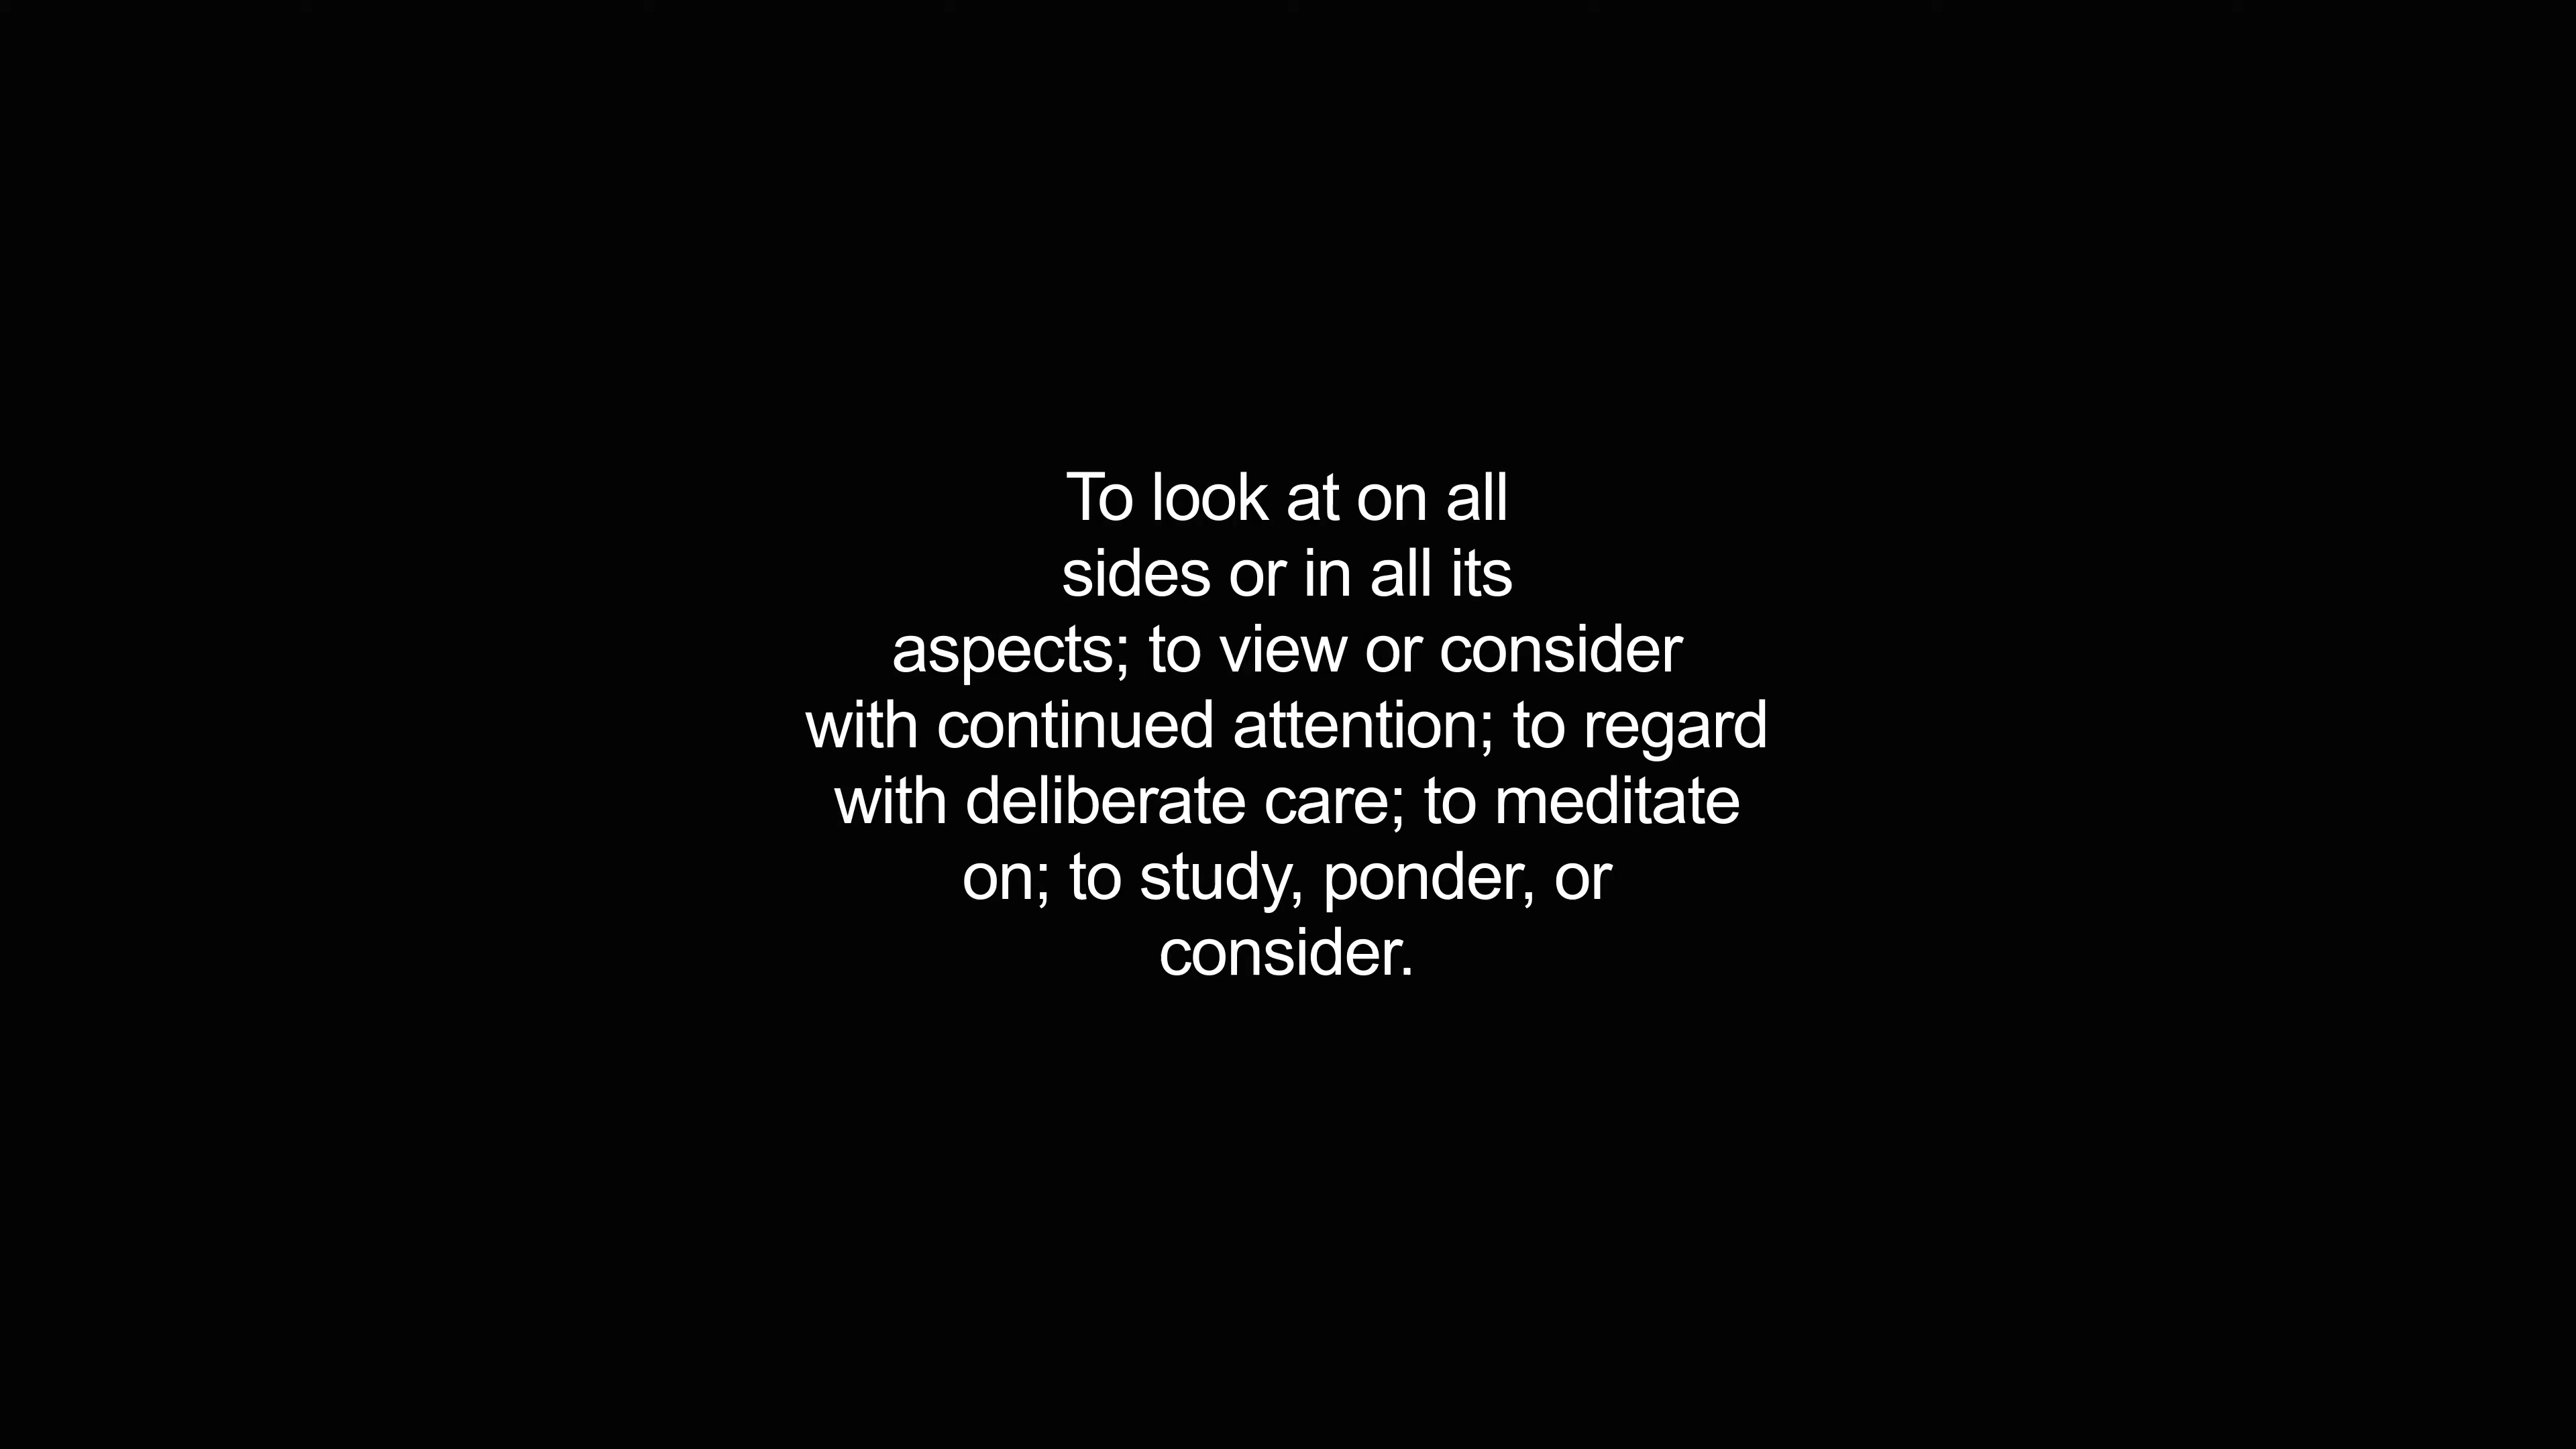 To look at on all
sides or in all its
aspects; to view or consider
with continued attention; to regard
with deliberate care; to meditate
on; to study, ponder, or
consider.